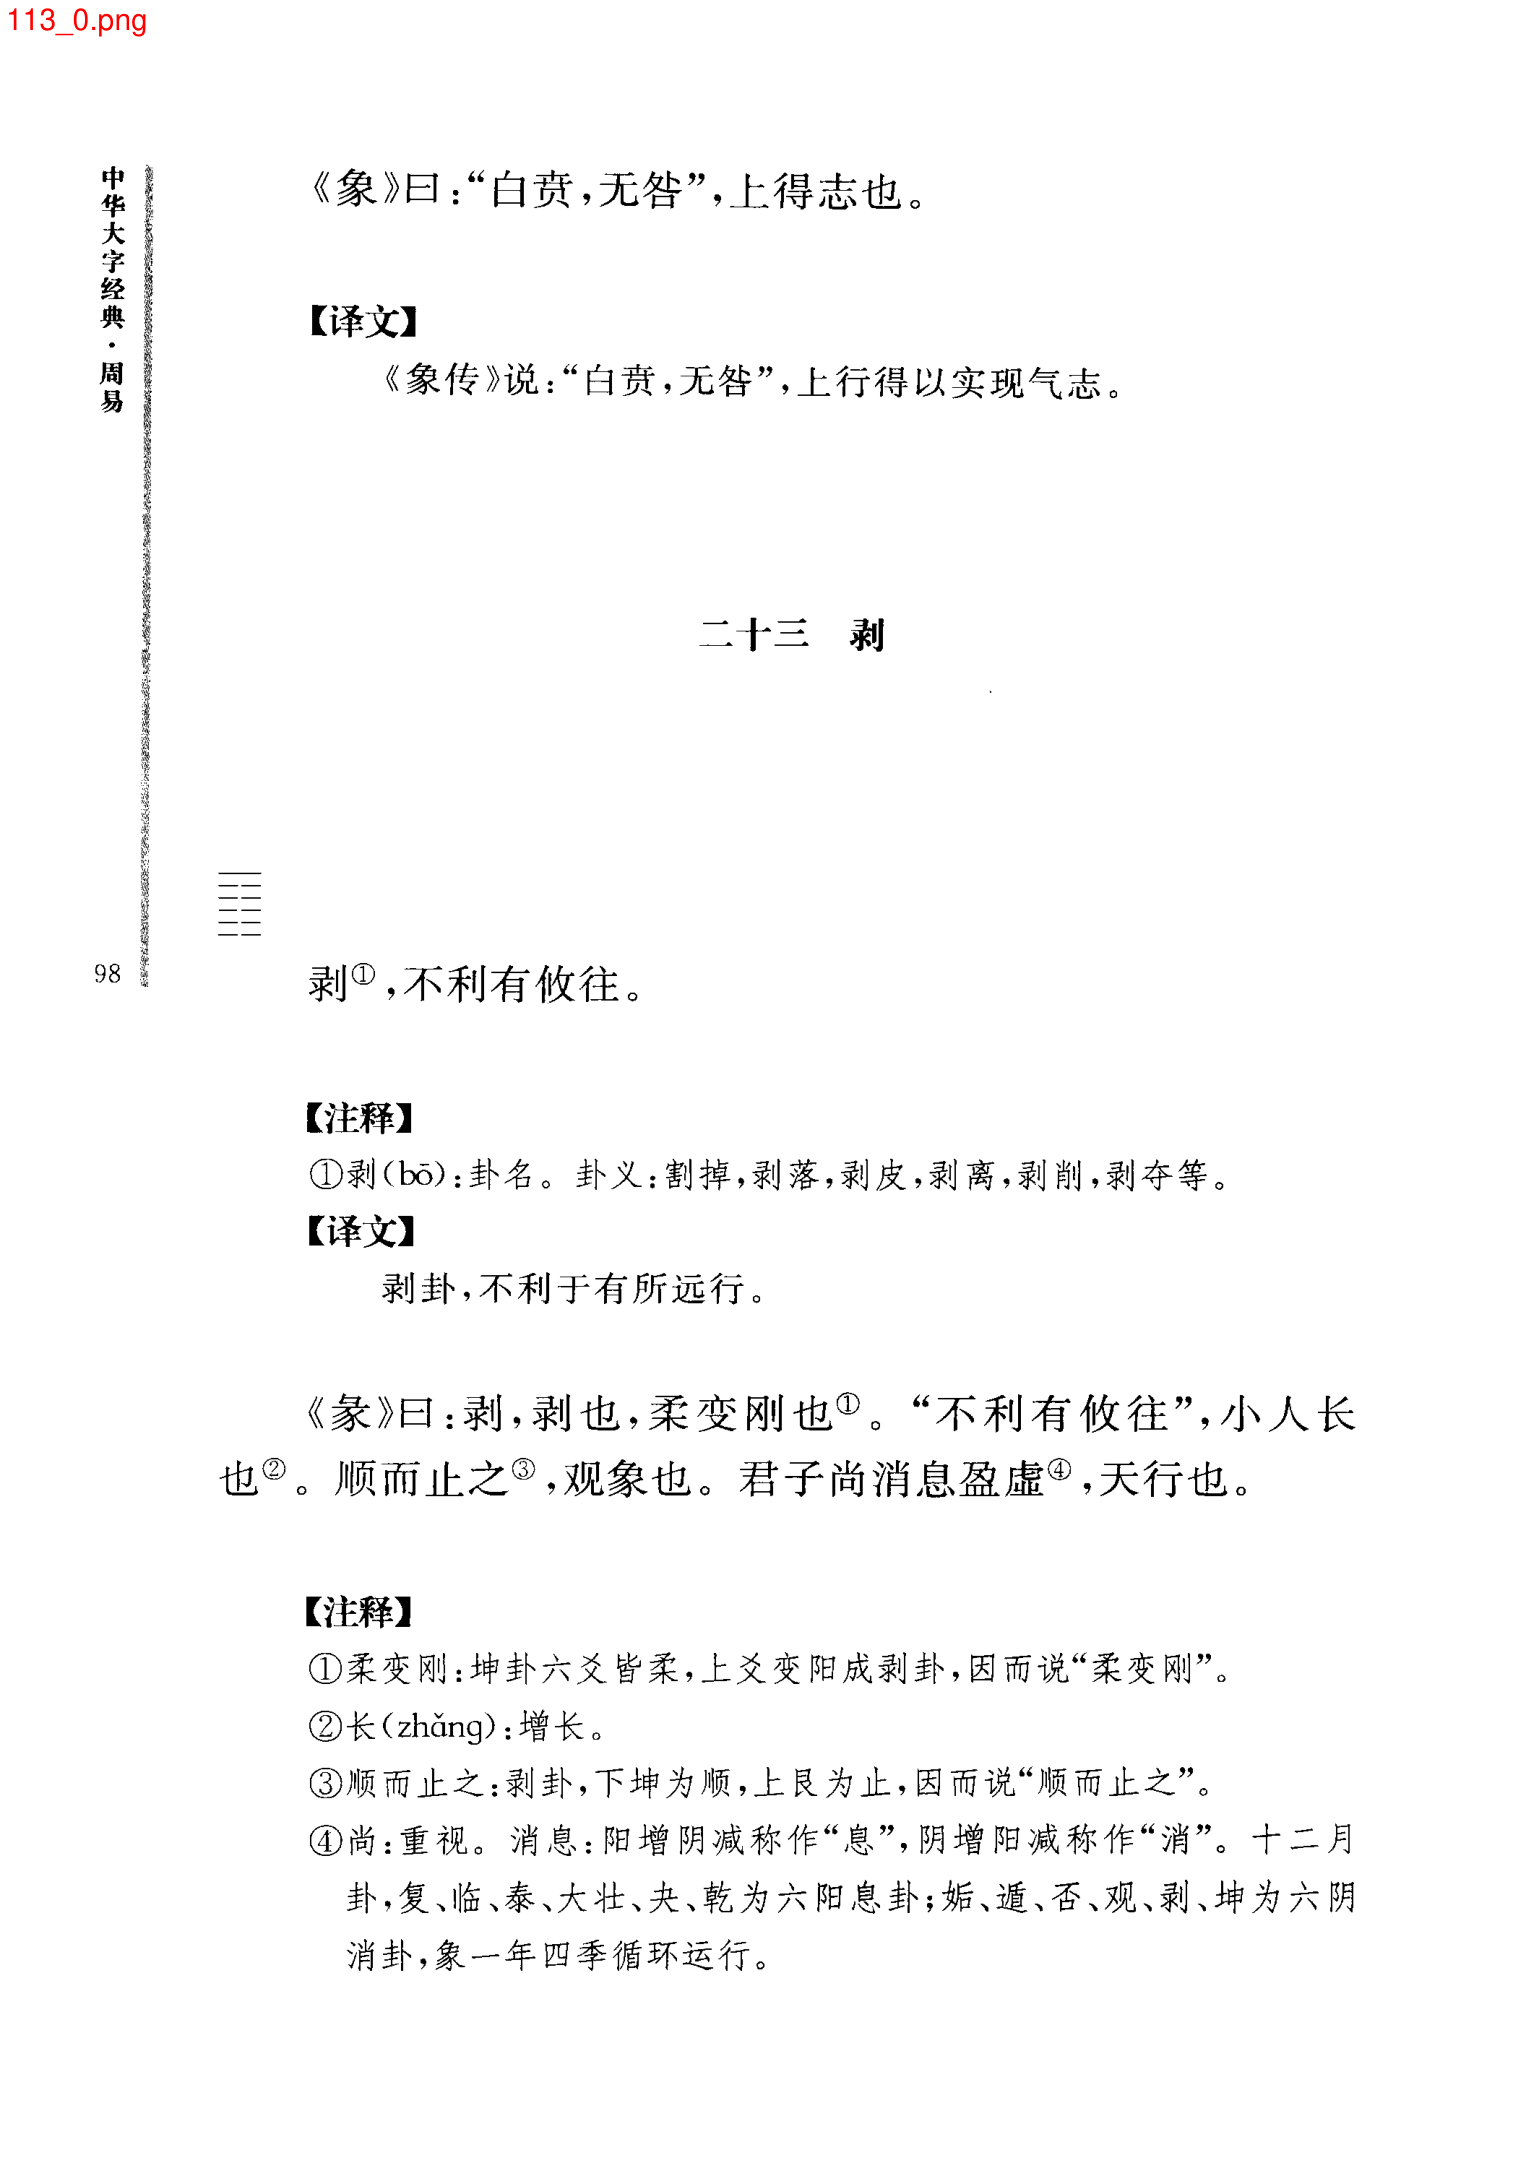 113_0.png
中华大字经典·周易
98
《象》曰：“白贲，无咎”，上得志也。
【译文】
《象传》说：“白贲，无咎”，上行得以实现气志。
二十三　剥
剥①，不利有攸往。
【注释】
①剥（bō）：卦名。卦义：割掉，剥落，剥皮，剥离，剥削，剥夺等。
【译文】
剥卦，不利于有所远行。
《彖》曰：剥，剥也，柔变刚也①。“不利有攸往”，小人长
也②。顺而止之③，观象也。君子尚消息盈虚④，天行也。
【注释】
①柔变刚：坤卦六爻皆柔，上爻变阳成剥卦，因而说“柔变刚”。
②长（zhǎng）：增长。
③顺而止之：剥卦，下坤为顺，上艮为止，因而说“顺而止之”。
④尚：重视。消息：阳增阴减称作“息”，阴增阳减称作“消”。十二月
卦，复、临、泰、大壮、夬、乾为六阳息卦；姤、遁、否、观、剥、坤为六阴
消卦，象一年四季循环运行。